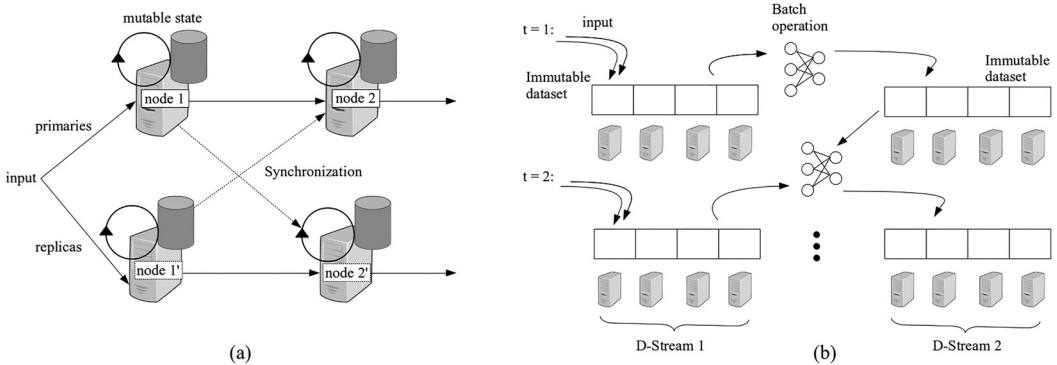 mutable state
node 1
node 2
primaries
input
Synchronization
replicas
node 1'
node 2'
(a)
Batch
operation
t = 1:
input
Immutable
dataset
Immutable
dataset
t = 2:
D-Stream 1
D-Stream 2
(b)